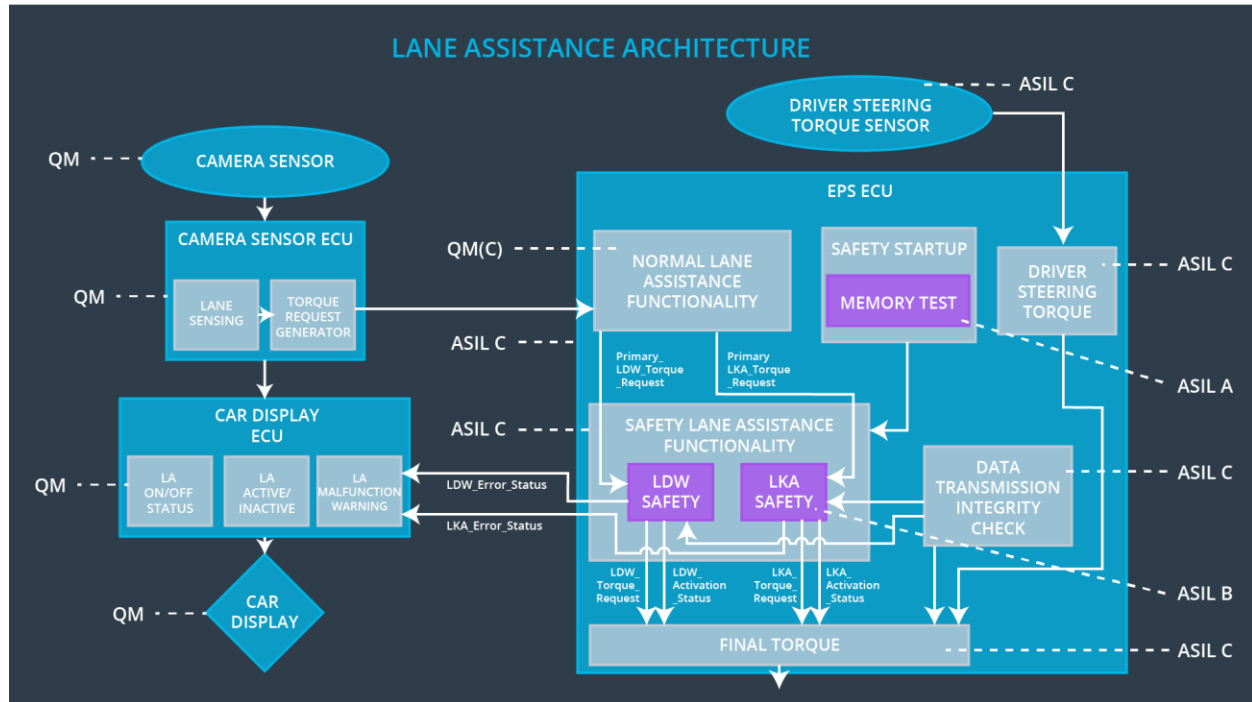 LANE ASSISTANCE ARCHITECTURE
ASIL C
DRIVER STEERING
TORQUE SENSOR
QM
CAMERA SENSOR
EPS ECU
CAMERA SENSOR ECU
QM
LANE
SENSING
TORQUE
REQUEST
GENERATOR
QM(C)
NORMAL LANE
ASSISTANCE
FUNCTIONALITY
SAFETY STARTUP
MEMORY TEST
DRIVER
STEERING
TORQUE
ASIL C
ASIL C
ASIL A
Primary_
LDW_Torque
_Request
Primary
LKA_Torque
_Request
CAR DISPLAY
ECU
QM
LA
ON/OFF
STATUS
LA
ACTIVE/
INACTIVE
LA
MALFUNCTION
WARNING
ASIL C
SAFETY LANE ASSISTANCE
FUNCTIONALITY
LDW
SAFETY
LKA
SAFETY
DATA
TRANSMISSION
INTEGRITY
CHECK
ASIL C
LDW_Error_Status
LKA_Error_Status
LDW_
Torque_
Request
LDW_
Activation
_Status
LKA_
Torque_
Request
LKA_
Activation
_Status
ASIL B
QM
CAR
DISPLAY
FINAL TORQUE
ASIL C